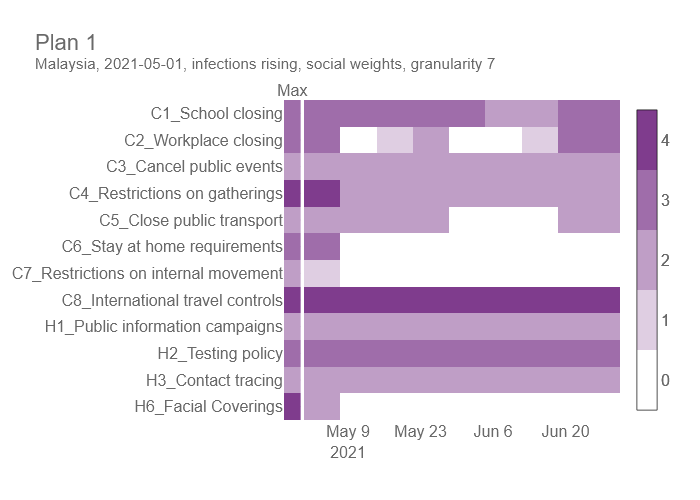 Plan 1
Malaysia, 2021-05-01, infections rising, social weights, granularity 7
Max
C1_School closing
C2_Workplace closing
C3_Cancel public events
C4_Restrictions on gatherings
C5_Close public transport
C6_Stay at home requirements
C7_Restrictions on internal movement
C8_International travel controls
H1_Public information campaigns
H2_Testing policy
H3_Contact tracing
H6_Facial Coverings
May 9 May 23 Jun 6 Jun 20
2021
4
3
2
1
0